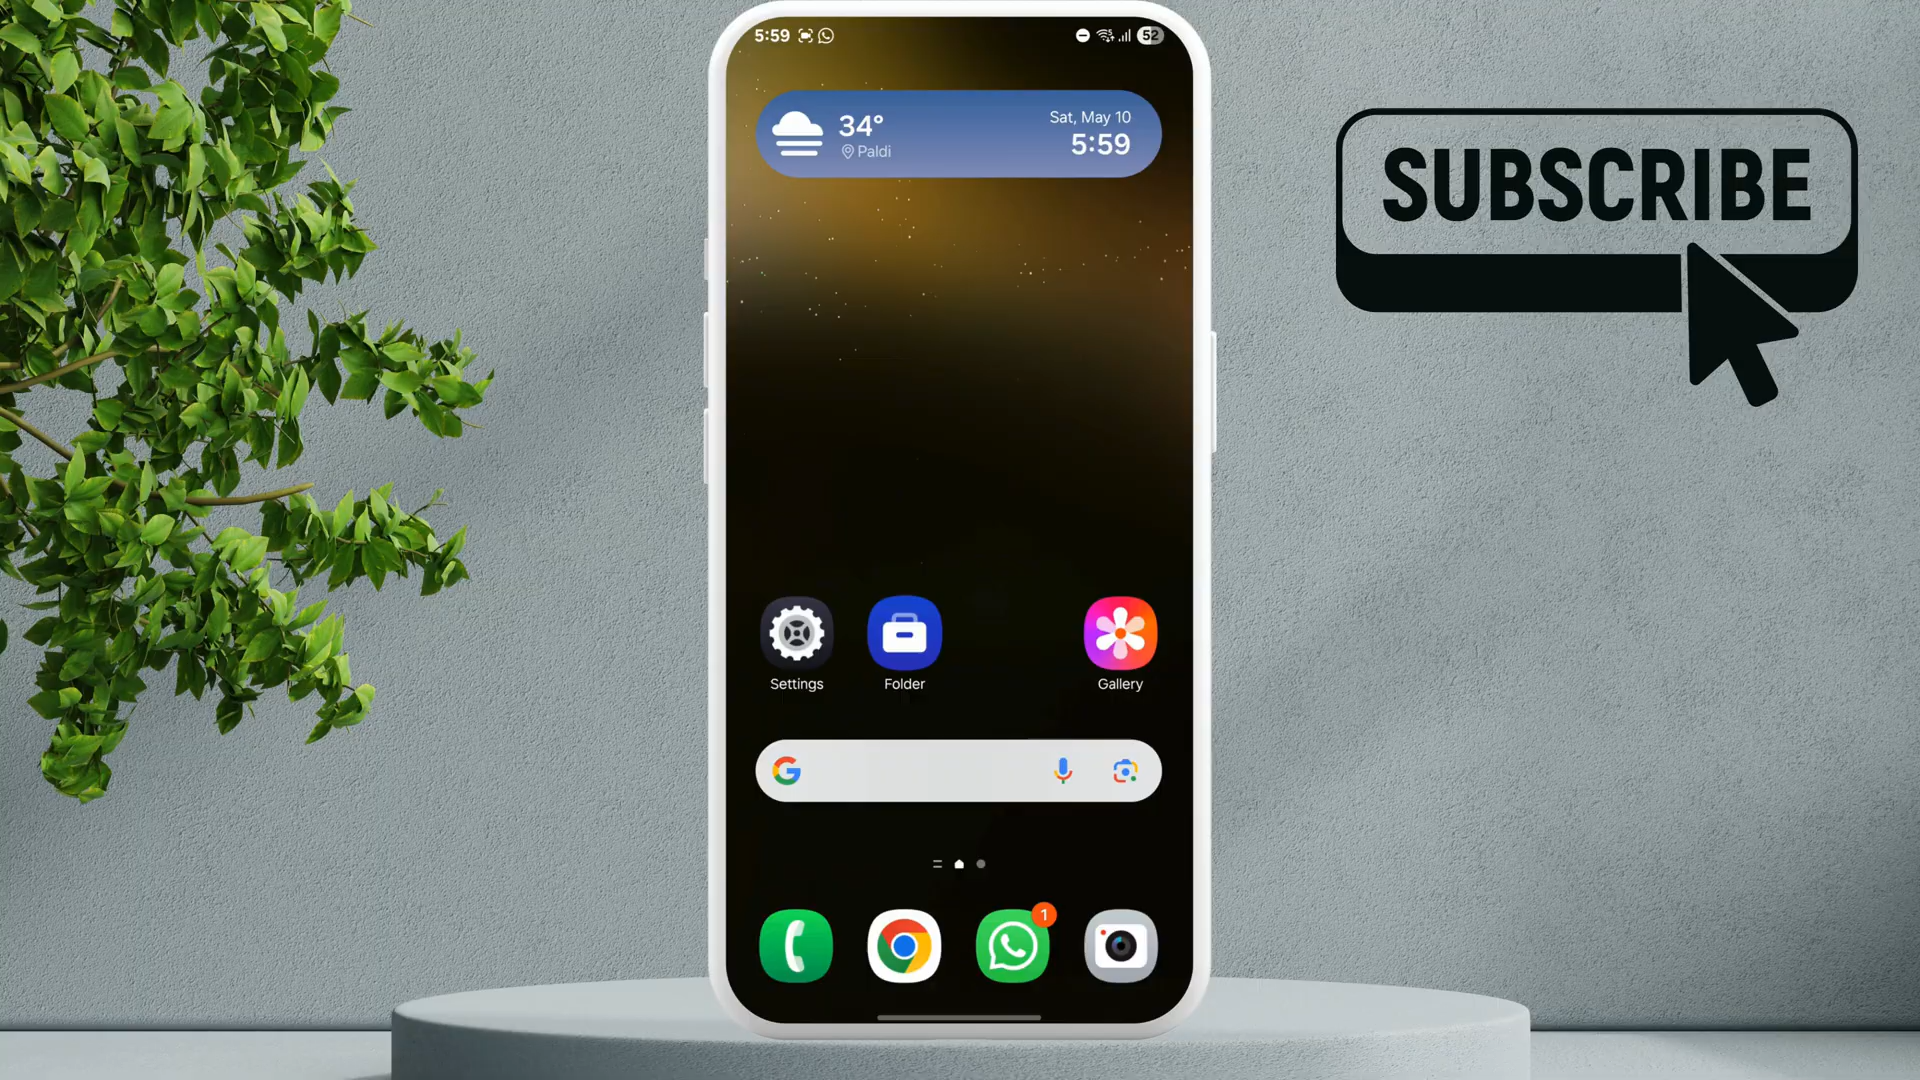 5:59
52
34°
Paldi
Sat, May 10
5:59
SUBSCRIBE
Settings
Folder
Gallery
1